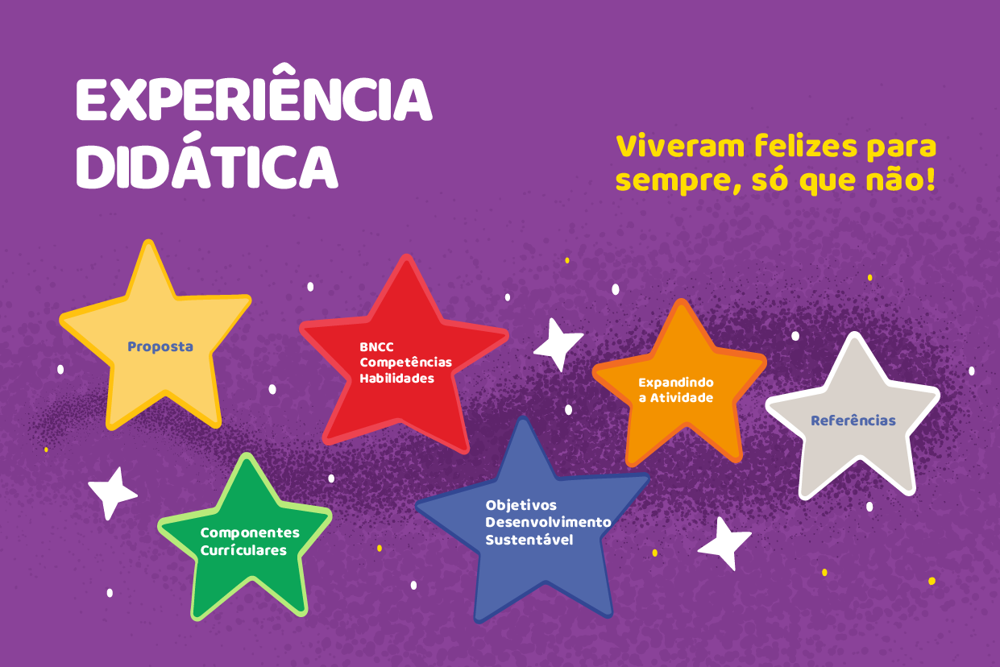 EXPERIÊNCIA
DIDÁTICA
Viveram felizes para
sempre, só que não!
Proposta
BNCC
Competências
Habilidades
Expandindo
a Atividade
Referências
Componentes
Currículares
Objetivos
Desenvolvimento
Sustentável